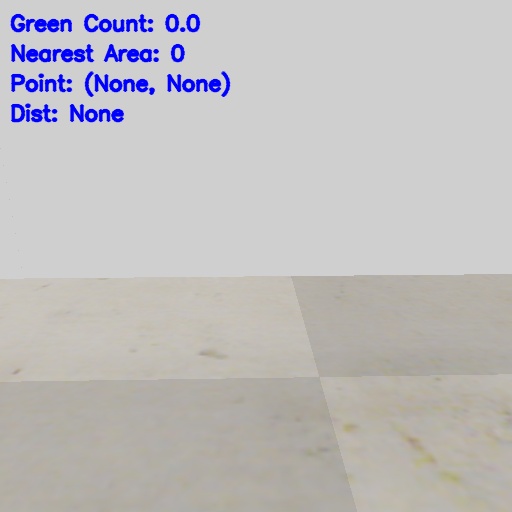 Green Count: 0.0
Nearest Area: 0
Point: (None, None)
Dist: None